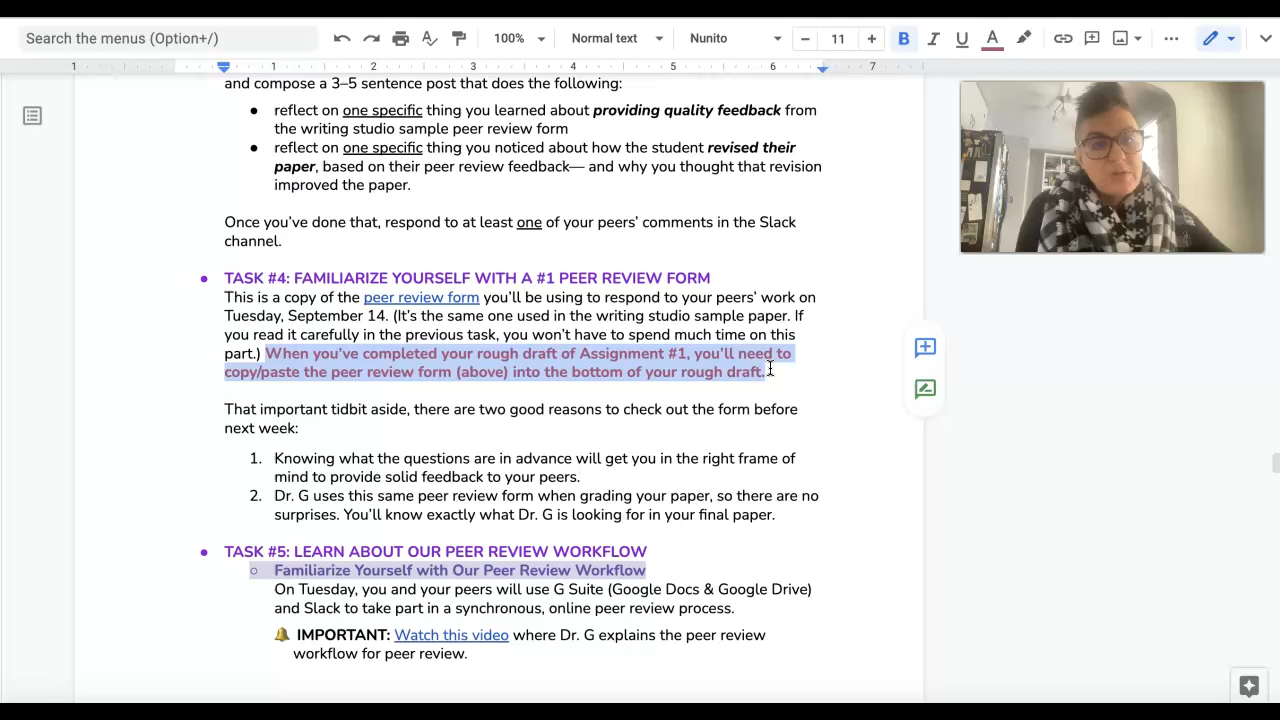 Search the menus (Option+/)
100%
Normal text
Nunito
11
B I U A
1 1 2 3 4 5 6 7
and compose a 3–5 sentence post that does the following:
● reflect on one specific thing you learned about providing quality feedback from
the writing studio sample peer review form
● reflect on one specific thing you noticed about how the student revised their
paper, based on their peer review feedback— and why you thought that revision
improved the paper.
Once you've done that, respond to at least one of your peers' comments in the Slack
channel.
● TASK #4: FAMILIARIZE YOURSELF WITH A #1 PEER REVIEW FORM
This is a copy of the peer review form you'll be using to respond to your peers' work on
Tuesday, September 14. (It's the same one used in the writing studio sample paper. If
you read it carefully in the previous task, you won't have to spend much time on this
part.) When you've completed your rough draft of Assignment #1, you'll need to
copy/paste the peer review form (above) into the bottom of your rough draft.
That important tidbit aside, there are two good reasons to check out the form before
next week:
1. Knowing what the questions are in advance will get you in the right frame of
mind to provide solid feedback to your peers.
2. Dr. G uses this same peer review form when grading your paper, so there are no
surprises. You'll know exactly what Dr. G is looking for in your final paper.
● TASK #5: LEARN ABOUT OUR PEER REVIEW WORKFLOW
○ Familiarize Yourself with Our Peer Review Workflow
On Tuesday, you and your peers will use G Suite (Google Docs & Google Drive)
and Slack to take part in a synchronous, online peer review process.
🔔 IMPORTANT: Watch this video where Dr. G explains the peer review
workflow for peer review.